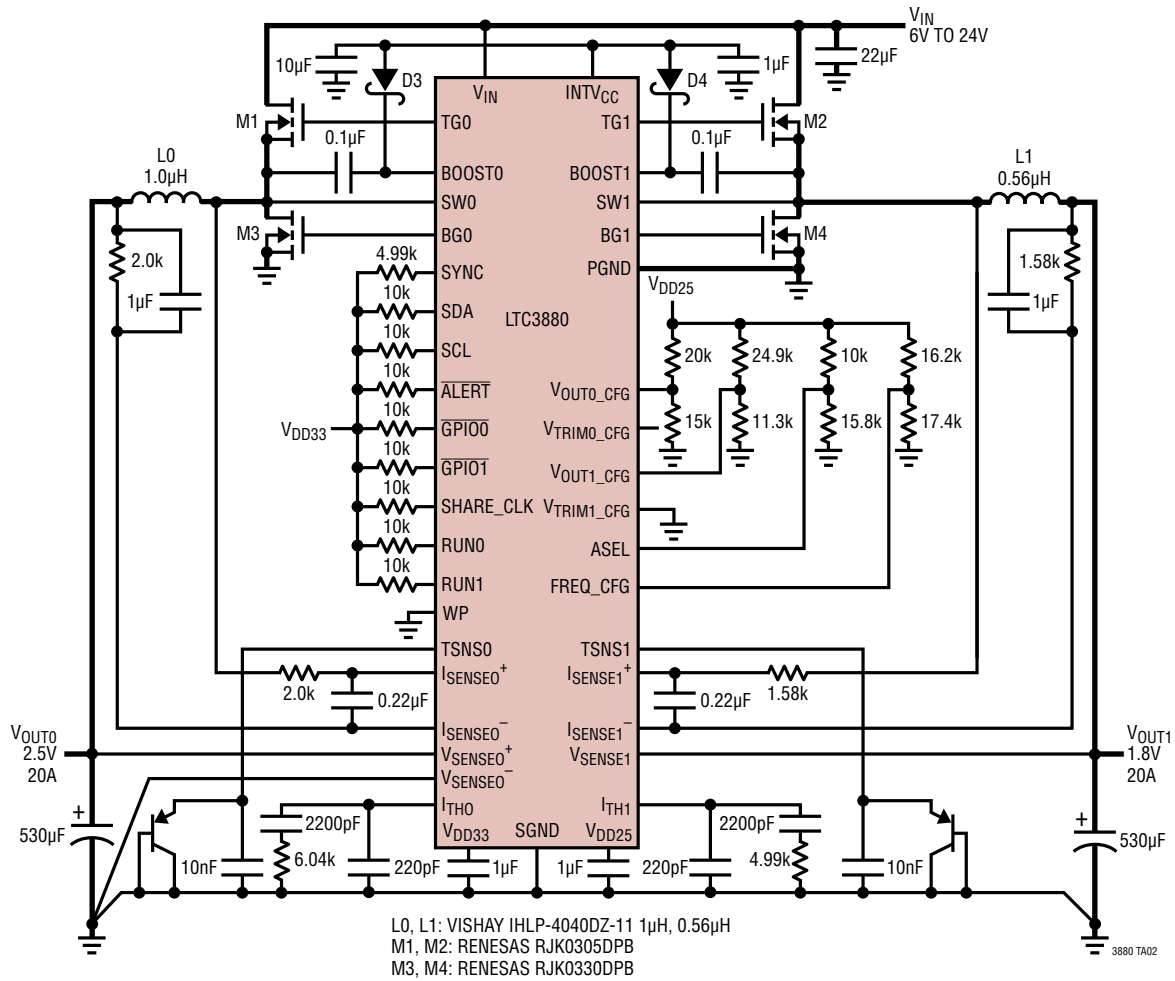 VIN
6V TO 24V
10µF
D3
D4
1µF
22µF
VIN
INTVCC
M1
TG0
TG1
M2
0.1µF
0.1µF
L0
1.0µH
BOOST0
BOOST1
L1
0.56µH
SW0
SW1
M3
BG0
BG1
M4
2.0k
1µF
4.99k
SYNC
PGND
VDD25
1.58k
1µF
10k
SDA
LTC3880
10k
SCL
20k
24.9k
10k
16.2k
10k
ALERT
VOUT0_CFG
10k
VDD33
GPIO0
VTRIM0_CFG
15k
11.3k
15.8k
17.4k
10k
GPIO1
VOUT1_CFG
10k
SHARE_CLK
VTRIM1_CFG
10k
RUN0
ASEL
10k
RUN1
FREQ_CFG
WP
TSNS0
TSNS1
2.0k
ISENSE0+
ISENSE1+
1.58k
0.22µF
0.22µF
ISENSE0–
ISENSE1–
VOUT0
2.5V
20A
VSENSE0+
VSENSE1
VOUT1
1.8V
20A
VSENSE0–
ITH0
ITH1
+
530µF
2200pF
VDD33
SGND
VDD25
2200pF
+
530µF
10nF
6.04k
220pF
1µF
1µF
220pF
4.99k
10nF
L0, L1: VISHAY IHLP-4040DZ-11 1µH, 0.56µH
M1, M2: RENESAS RJK0305DPB
M3, M4: RENESAS RJK0330DPB
3880 TA02